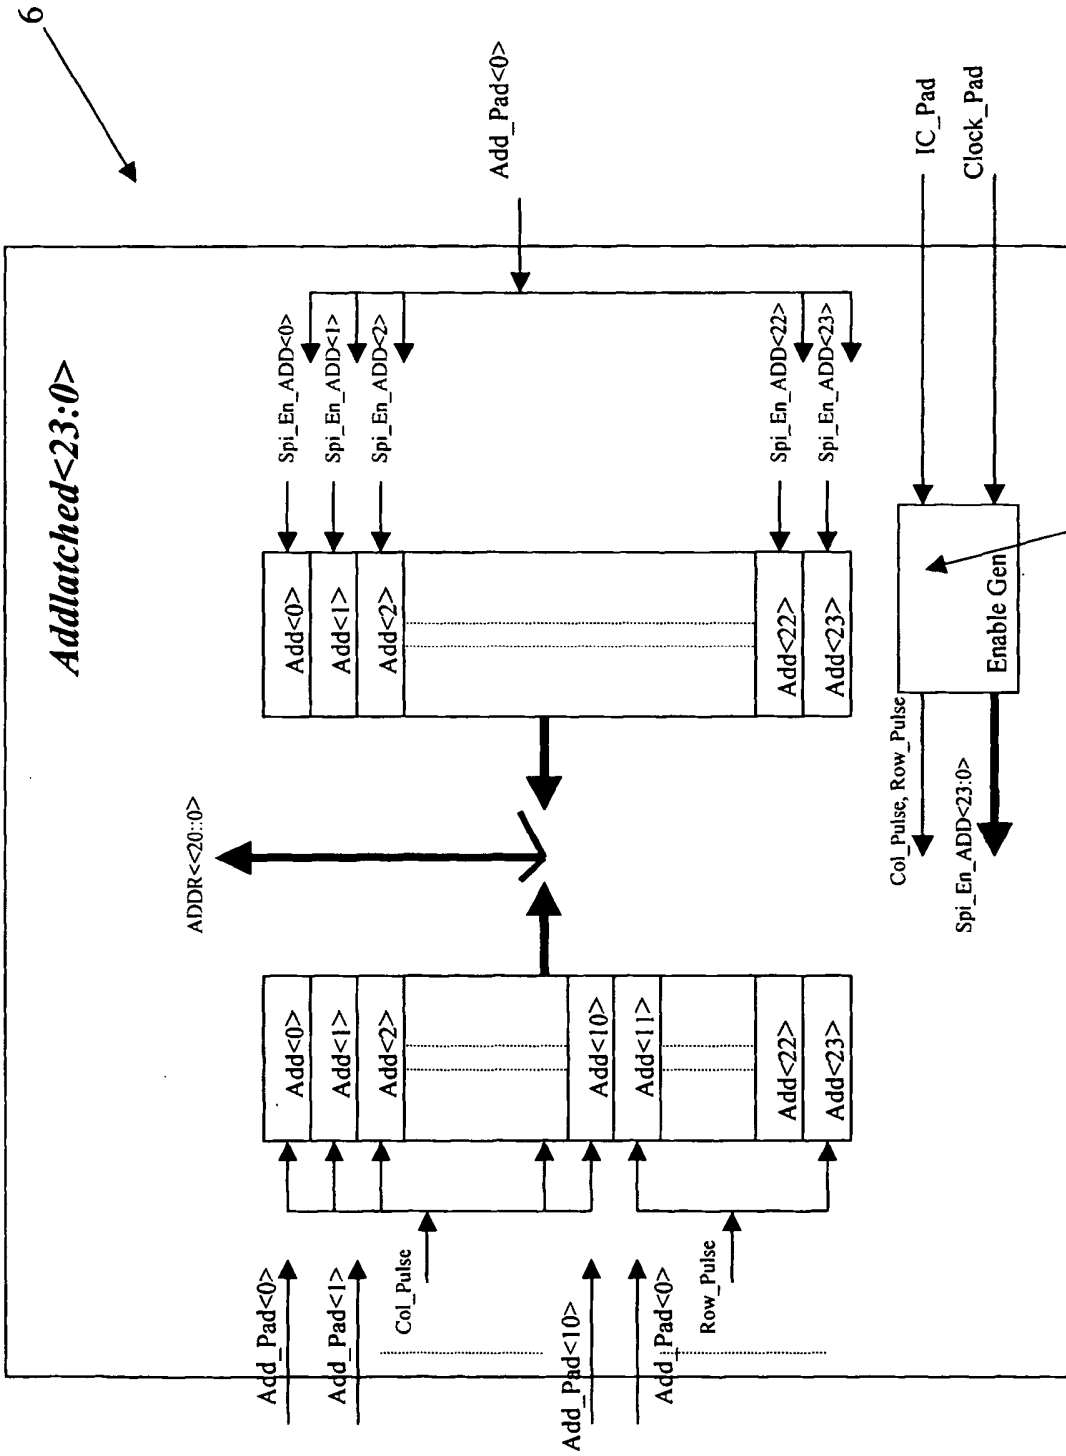 6
Addlatched<23:0>
ADDR<<20::0>
Add_Pad<0>
Add_Pad<1>
Col_Pulse
Add_Pad<10>
Add_Pad<0>
Row_Pulse
Add<0>
Add<1>
Add<2>
Add<10>
Add<11>
Add<22>
Add<23>
Add<0>
Add<1>
Add<2>
Add<22>
Add<23>
Spi_En_ADD<0>
Spi_En_ADD<1>
Spi_En_ADD<2>
Spi_En_ADD<22>
Spi_En_ADD<23>
Add_Pad<0>
Col_Pulse, Row_Pulse
Spi_En_ADD<23:0>
Enable Gen
IC_Pad
Clock_Pad